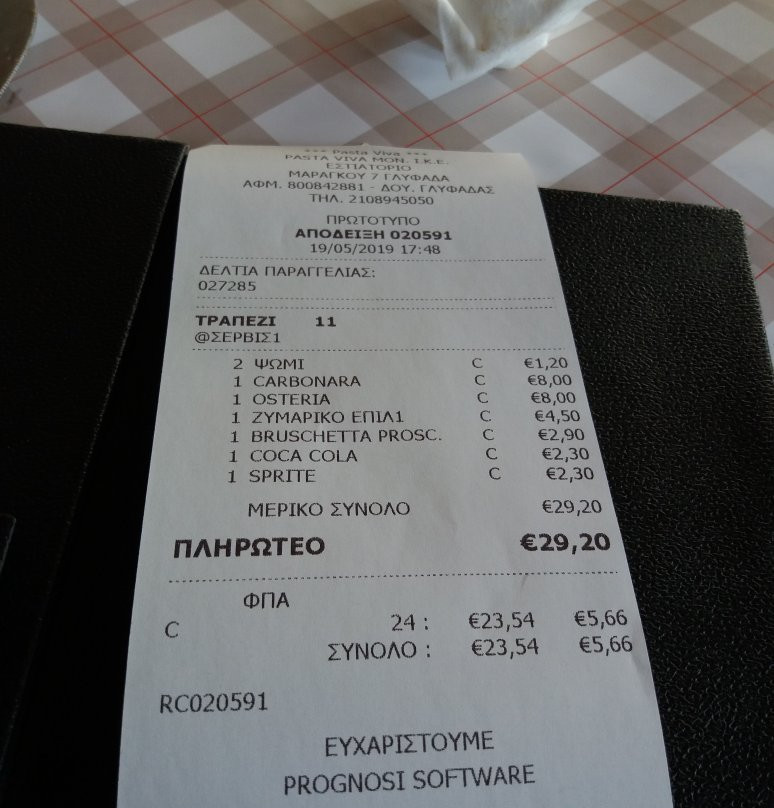 *** Pasta Viva ***
PASTA VIVA MON. I.K.E.
ΕΣΤΙΑΤΟΡΙΟ
ΜΑΡΑΓΚΟΥ 7 ΓΛΥΦΑΔΑ
ΑΦΜ. 800842881 - ΔΟΥ. ΓΛΥΦΑΔΑΣ
ΤΗΛ. 2108945050
ΠΡΩΤΟΤΥΠΟ
ΑΠΟΔΕΙΞΗ 020591
19/05/2019 17:48
ΔΕΛΤΙΑ ΠΑΡΑΓΓΕΛΙΑΣ:
027285
ΤΡΑΠΕΖΙ 11
@ΣΕΡΒΙΣ1
2 ΨΩΜΙ C €1,20
1 CARBONARA C €8,00
1 OSTERIA C €8,00
1 ΖΥΜΑΡΙΚΟ ΕΠΙΛ1 C €4,50
1 BRUSCHETTA PROSC. C €2,90
1 COCA COLA C €2,30
1 SPRITE C €2,30
ΜΕΡΙΚΟ ΣΥΝΟΛΟ €29,20
ΠΛΗΡΩΤΕΟ €29,20
ΦΠΑ
C 24 : €23,54 €5,66
ΣΥΝΟΛΟ : €23,54 €5,66
RC020591
ΕΥΧΑΡΙΣΤΟΥΜΕ
PROGNOSI SOFTWARE